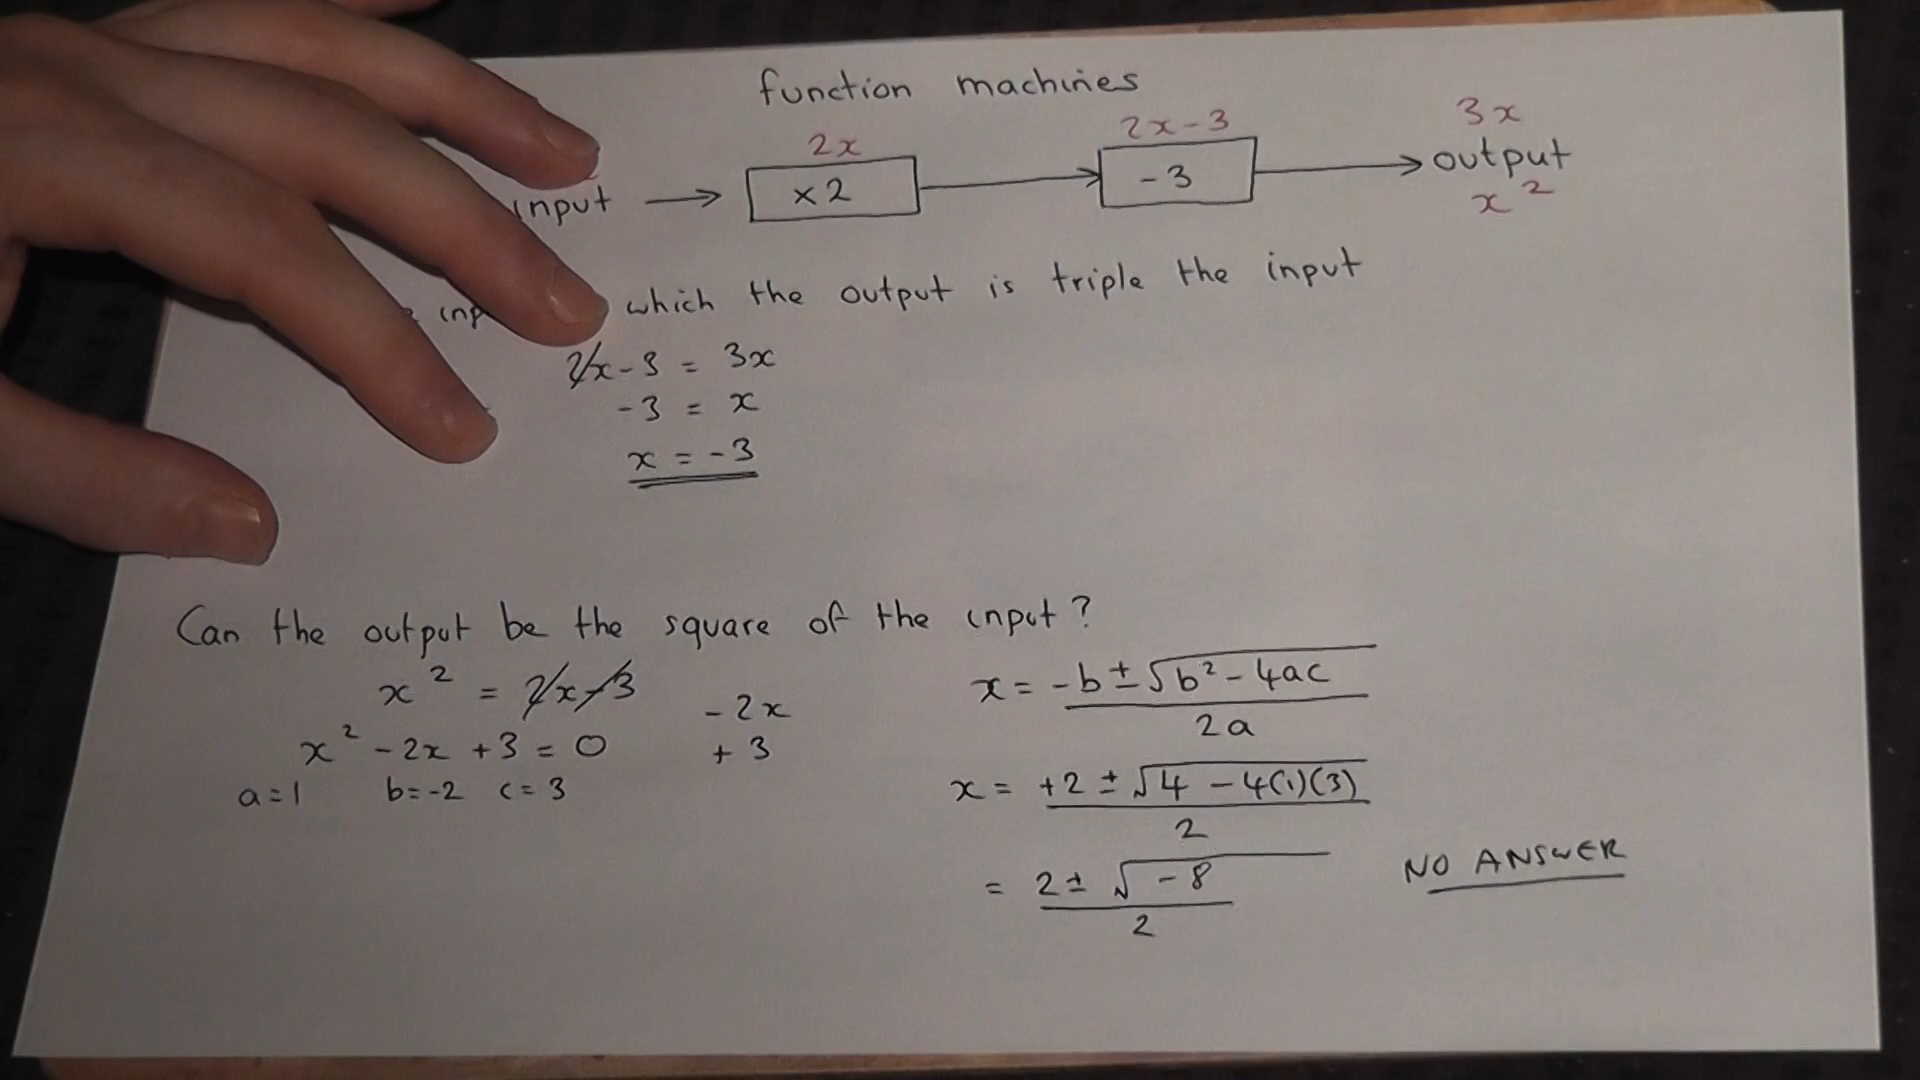 function machines
2x 2x-3 3x
input → x2 → -3 → output
x²
which the output is triple the input
2x-3 = 3x
-3 = x
x = -3
Can the output be the square of the input?
x² = 2x-3
-2x
x² - 2x + 3 = 0 + 3
a=1 b=-2 c=3
x = -b±√b²-4ac
2a
x = +2 ± √4 - 4(1)(3)
2
= 2± √-8
2
NO ANSWER